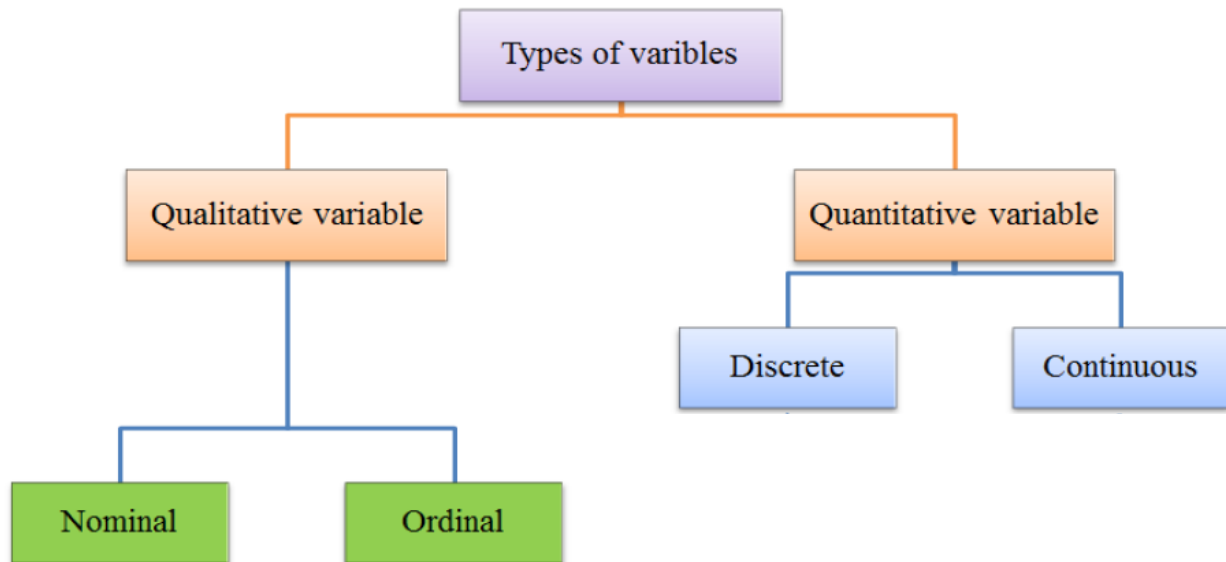 Types of varibles
Qualitative variable
Quantitative variable
Discrete
Continuous
Nominal
Ordinal